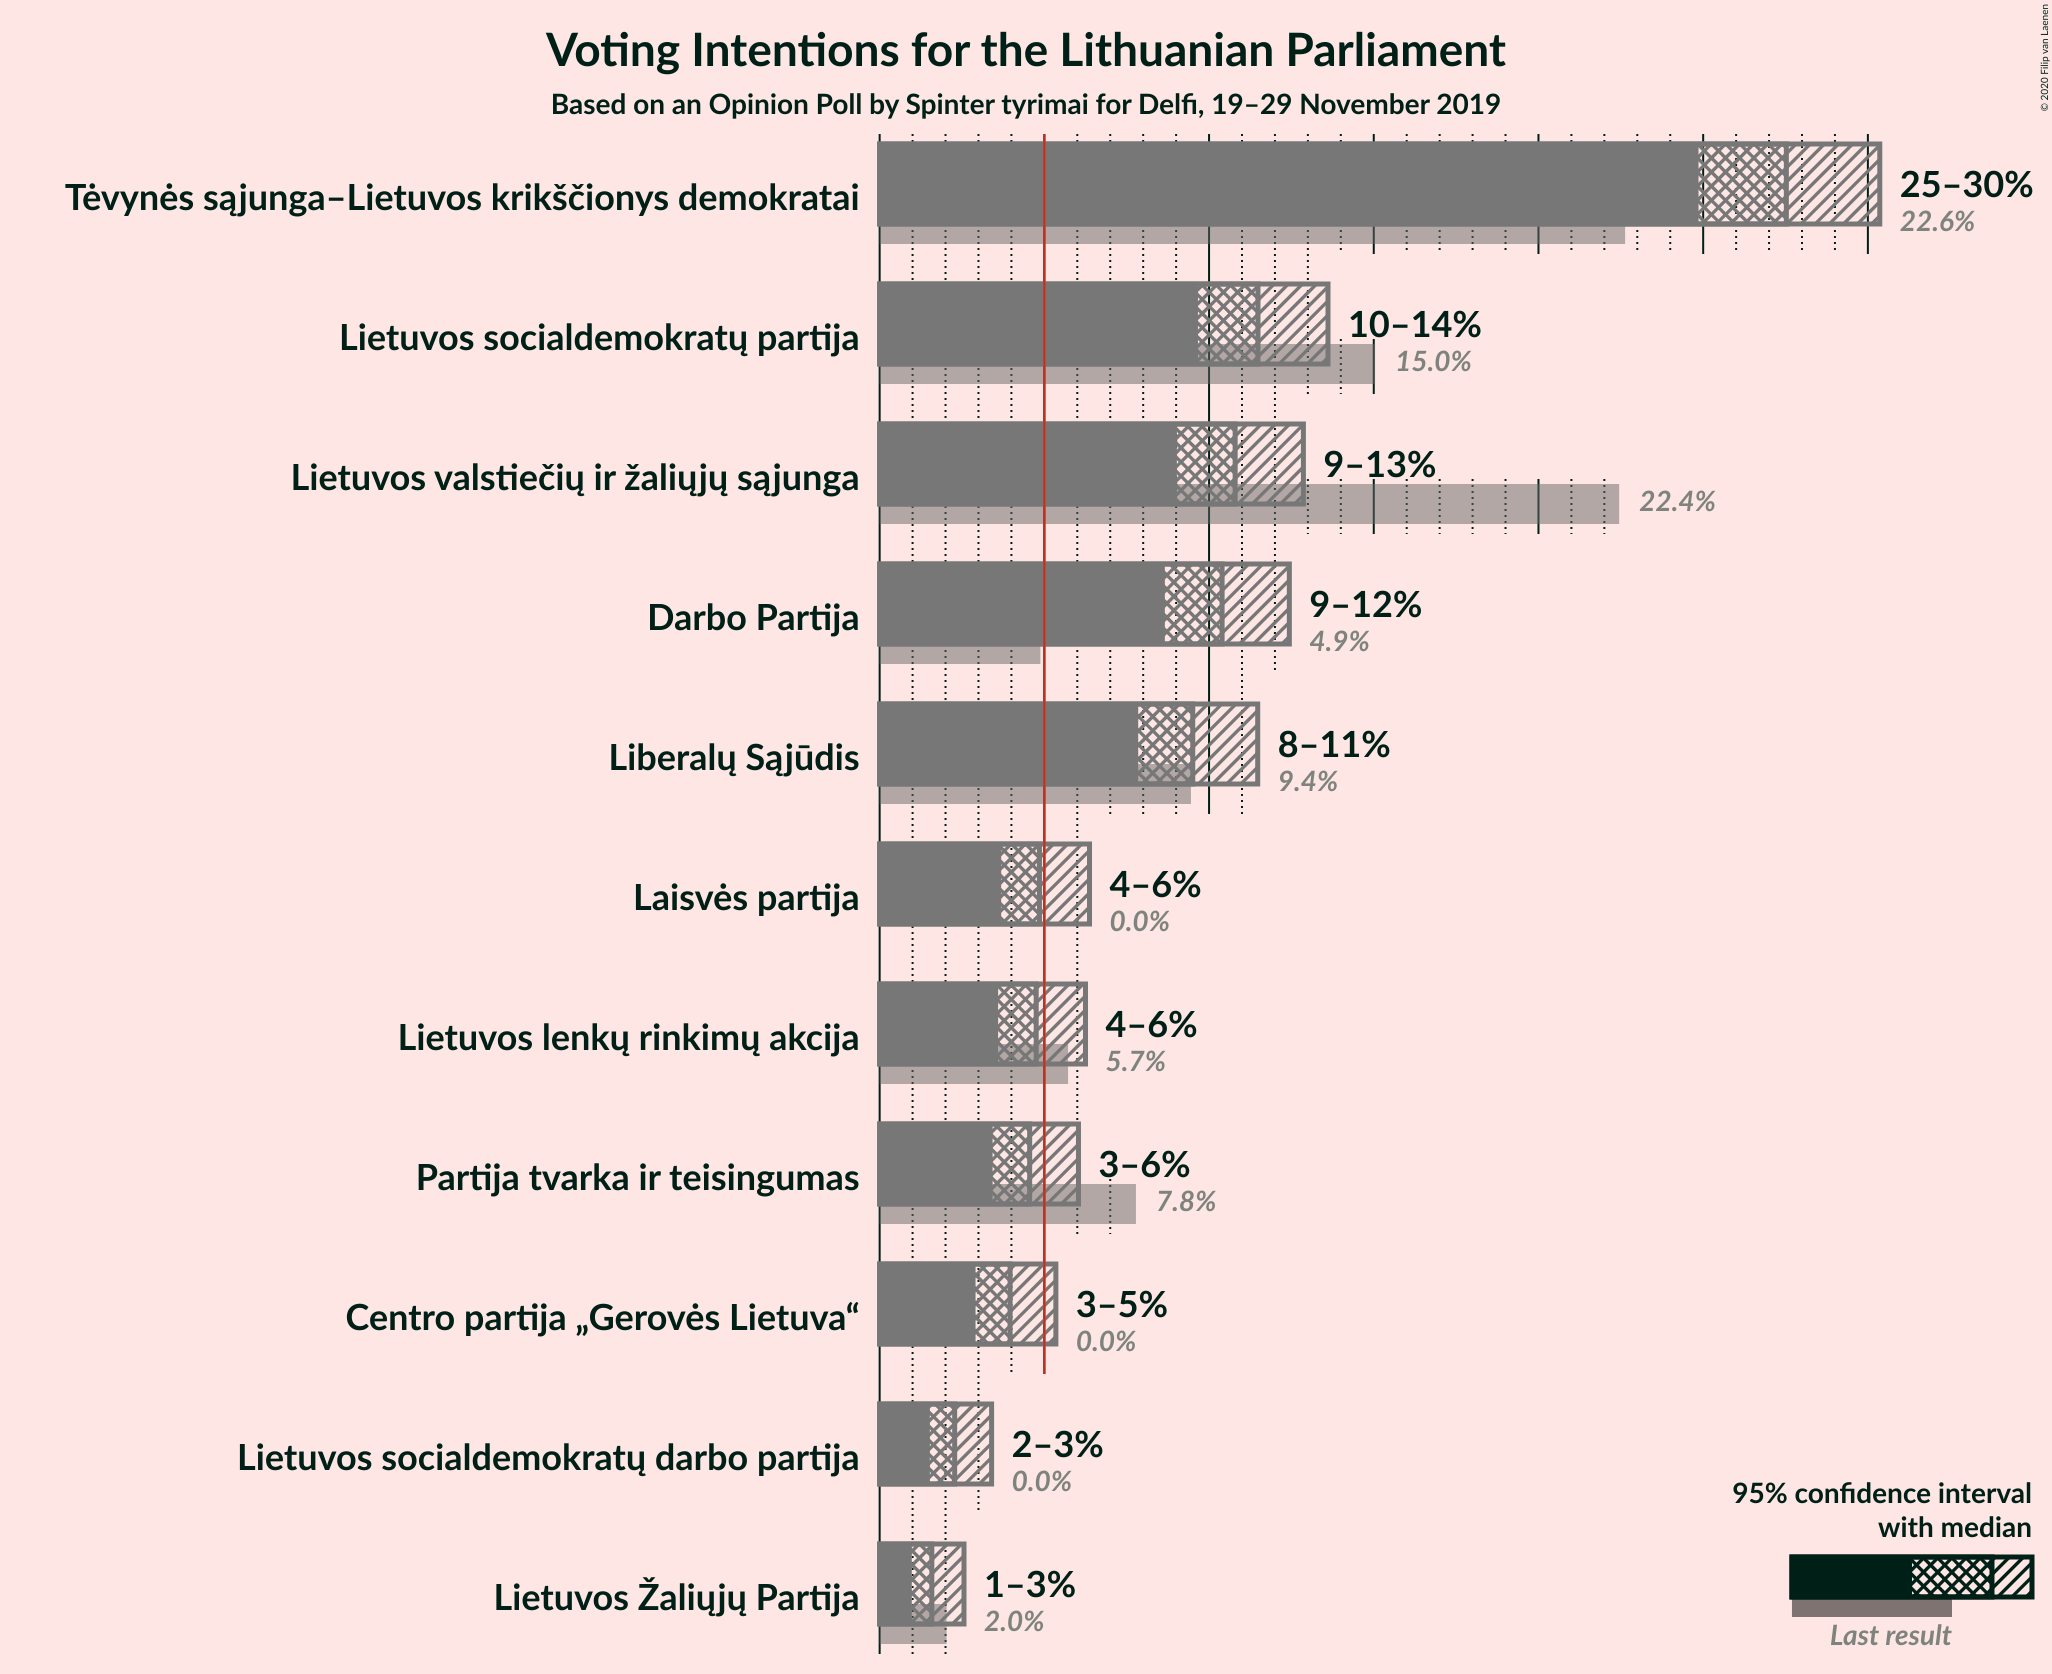 Voting Intentions for the Lithuanian Parliament
Based on an Opinion Poll by Spinter tyrimai for Delfi, 19–29 November 2019
© 2020 Filip van Laenen
Tėvynės sąjunga–Lietuvos krikščionys demokratai
25–30%
22.6%
Lietuvos socialdemokratų partija
10–14%
15.0%
Lietuvos valstiečių ir žaliųjų sąjunga
9–13%
22.4%
Darbo Partija
9–12%
4.9%
Liberalų Sąjūdis
8–11%
9.4%
Laisvės partija
4–6%
0.0%
Lietuvos lenkų rinkimų akcija
4–6%
5.7%
Partija tvarka ir teisingumas
3–6%
7.8%
Centro partija „Gerovės Lietuva“
3–5%
0.0%
Lietuvos socialdemokratų darbo partija
2–3%
0.0%
Lietuvos Žaliųjų Partija
1–3%
2.0%
95% confidence interval
with median
Last result